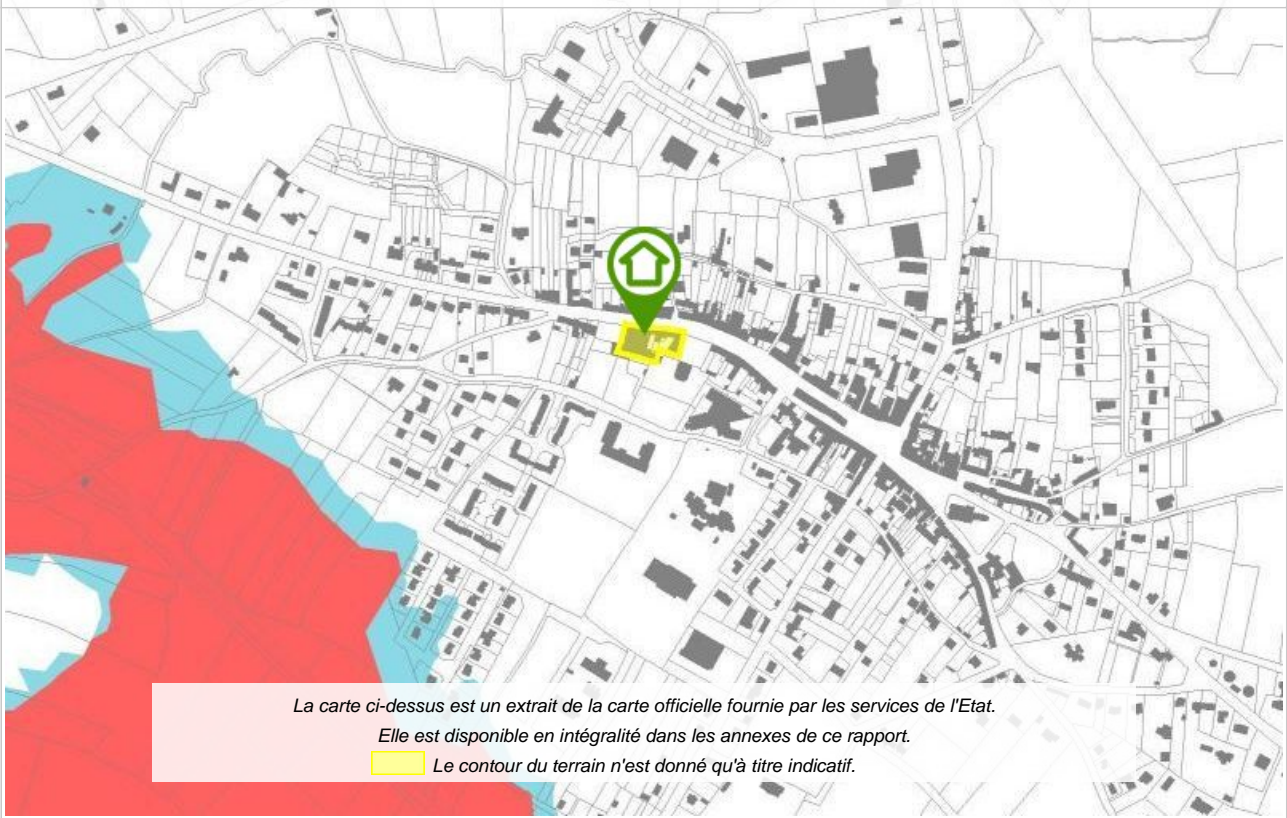 La carte ci-dessus est un extrait de la carte officielle fournie par les services de l'Etat.
Elle est disponible en intégralité dans les annexes de ce rapport.
Le contour du terrain n'est donné qu'à titre indicatif.